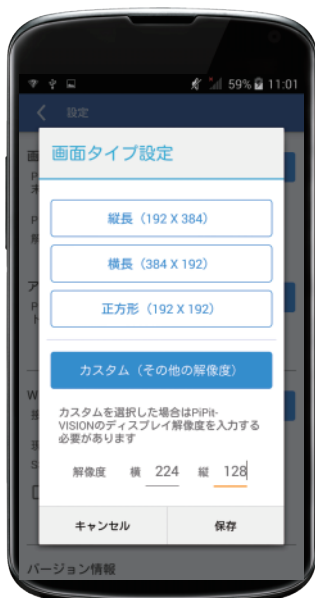 59% 11:01
設定
画面タイプ設定
縦長（192 X 384）
横長（384 X 192）
正方形（192 X 192）
カスタム（その他の解像度）
カスタムを選択した場合はPiPit-
VISIONのディスプレイ解像度を入力する
必要があります
解像度 横 224 縦 128
キャンセル 保存
バージョン情報